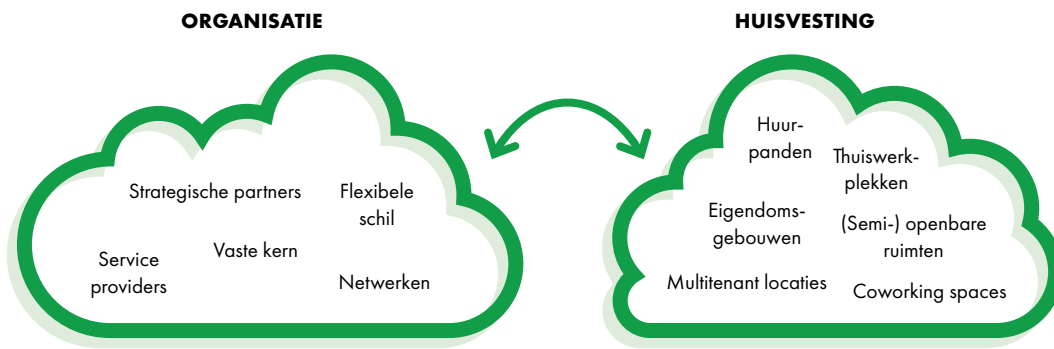 ORGANISATIE
Strategische partners
Flexibele
schil
Vaste kern
Service
providers
Netwerken
HUISVESTING
Huur-
panden
Thuiswerk-
plekken
Eigendoms-
gebouwen
(Semi-) openbare
ruimten
Multitenant locaties
Coworking spaces